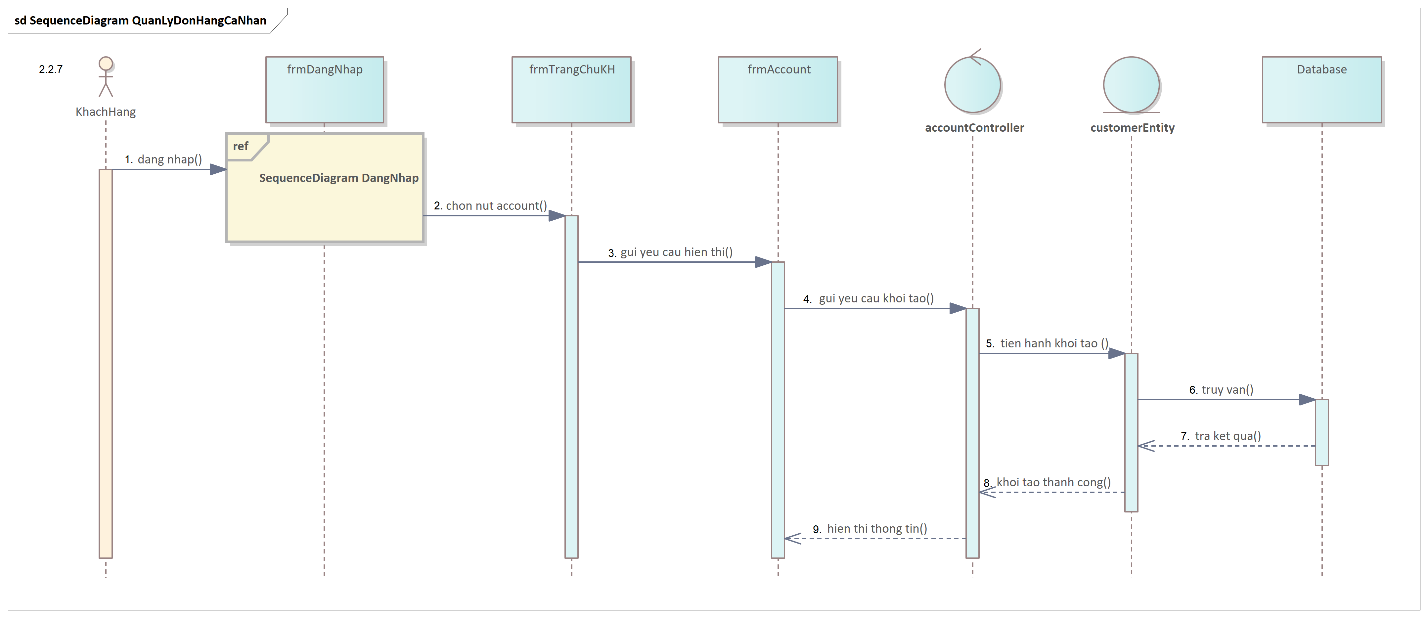 sd SequenceDiagram QuanLyDonHangCaNhan
2.2.7
KhachHang
frmDangNhap
frmTrangChuKH
frmAccount
accountController
customerEntity
Database
ref
SequenceDiagram DangNhap
1. dang nhap()
2. chon nut account()
3. gui yeu cau hien thi()
4. gui yeu cau khoi tao()
5. tien hanh khoi tao ()
6. truy van()
7. tra ket qua()
8. khoi tao thanh cong()
9. hien thi thong tin()